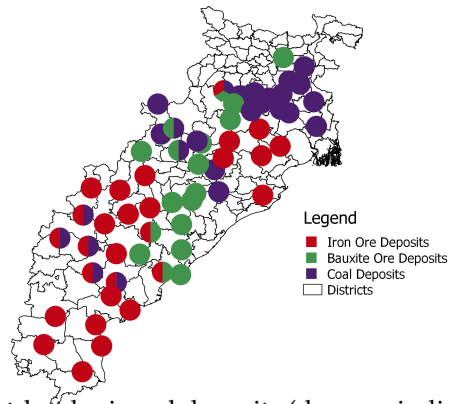 Legend
Iron Ore Deposits
Bauxite Ore Deposits
Coal Deposits
Districts